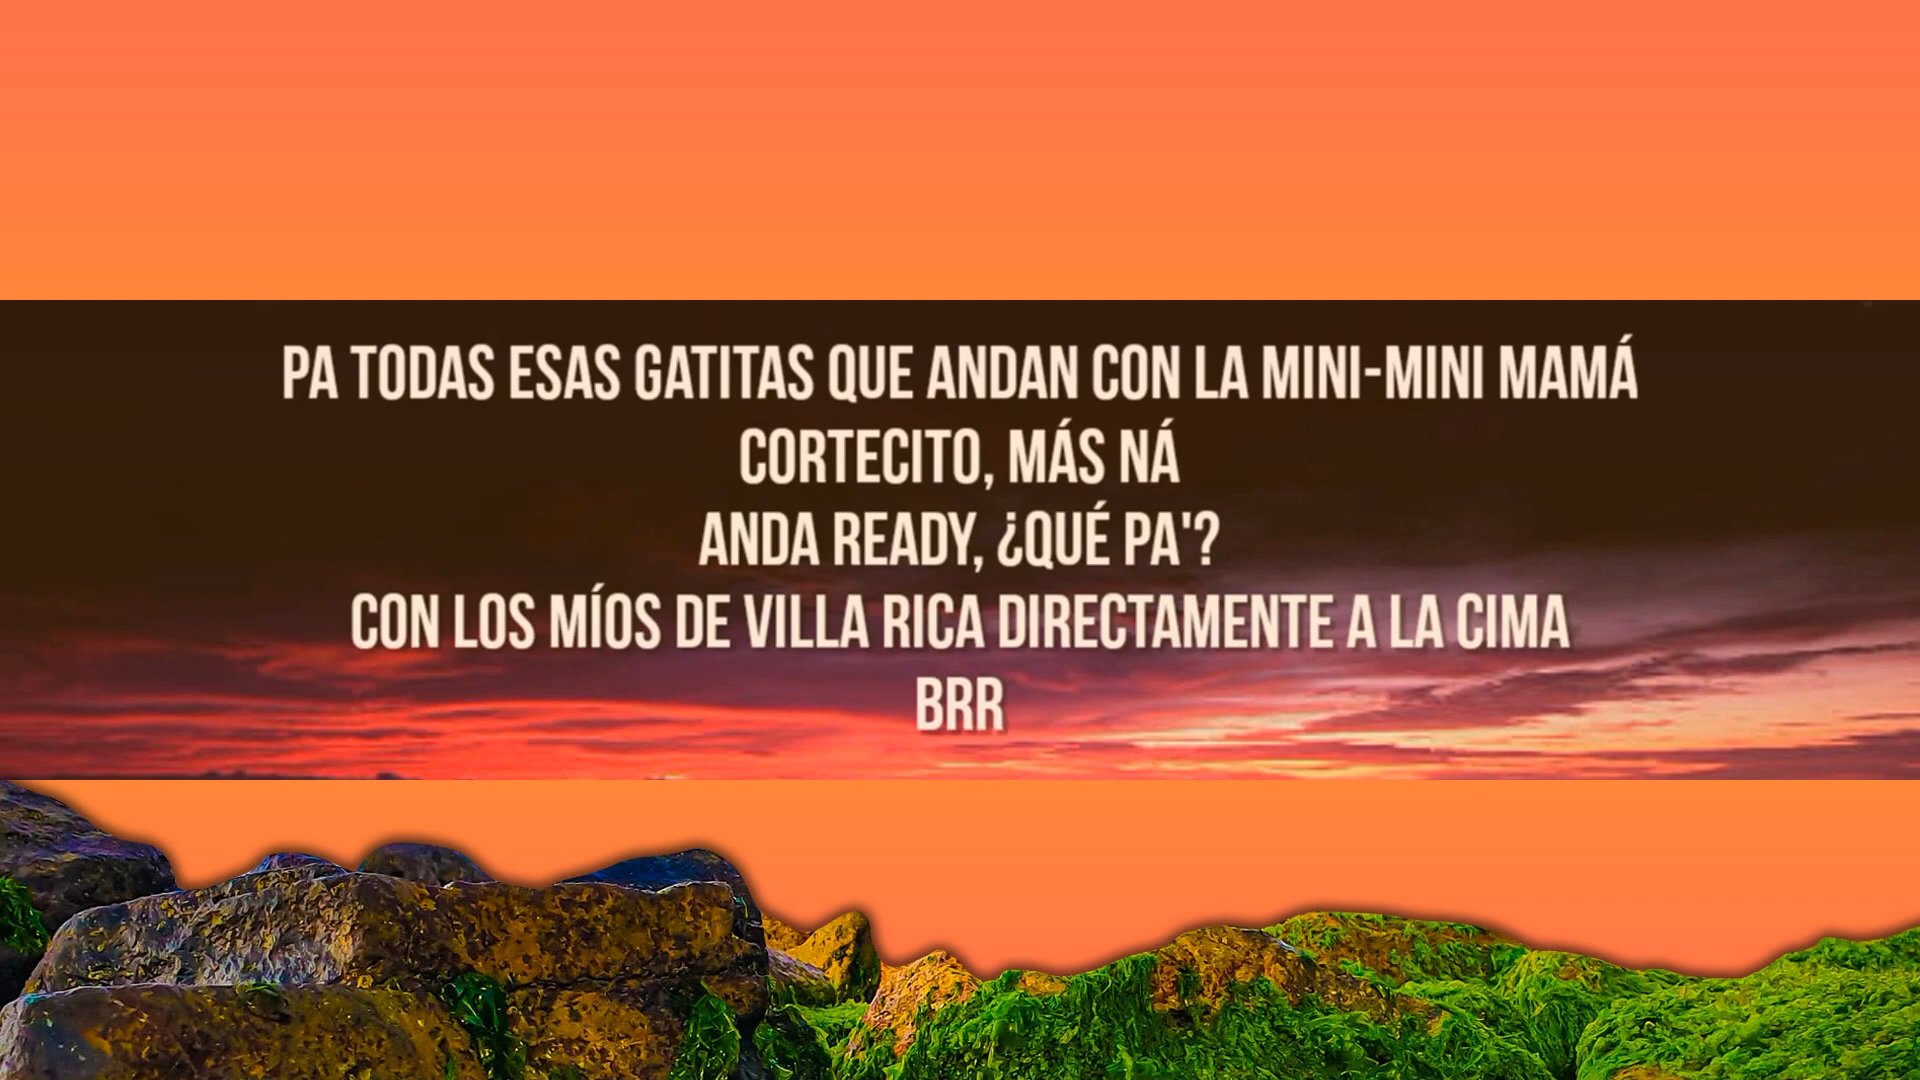 PA TODAS ESAS GATITAS QUE ANDAN CON LA MINI-MINI MAMÁ
CORTECITO, MÁS NÁ
ANDA READY, ¿QUÉ PA'?
CON LOS MÍOS DE VILLA RICA DIRECTAMENTE A LA CIMA
BRR